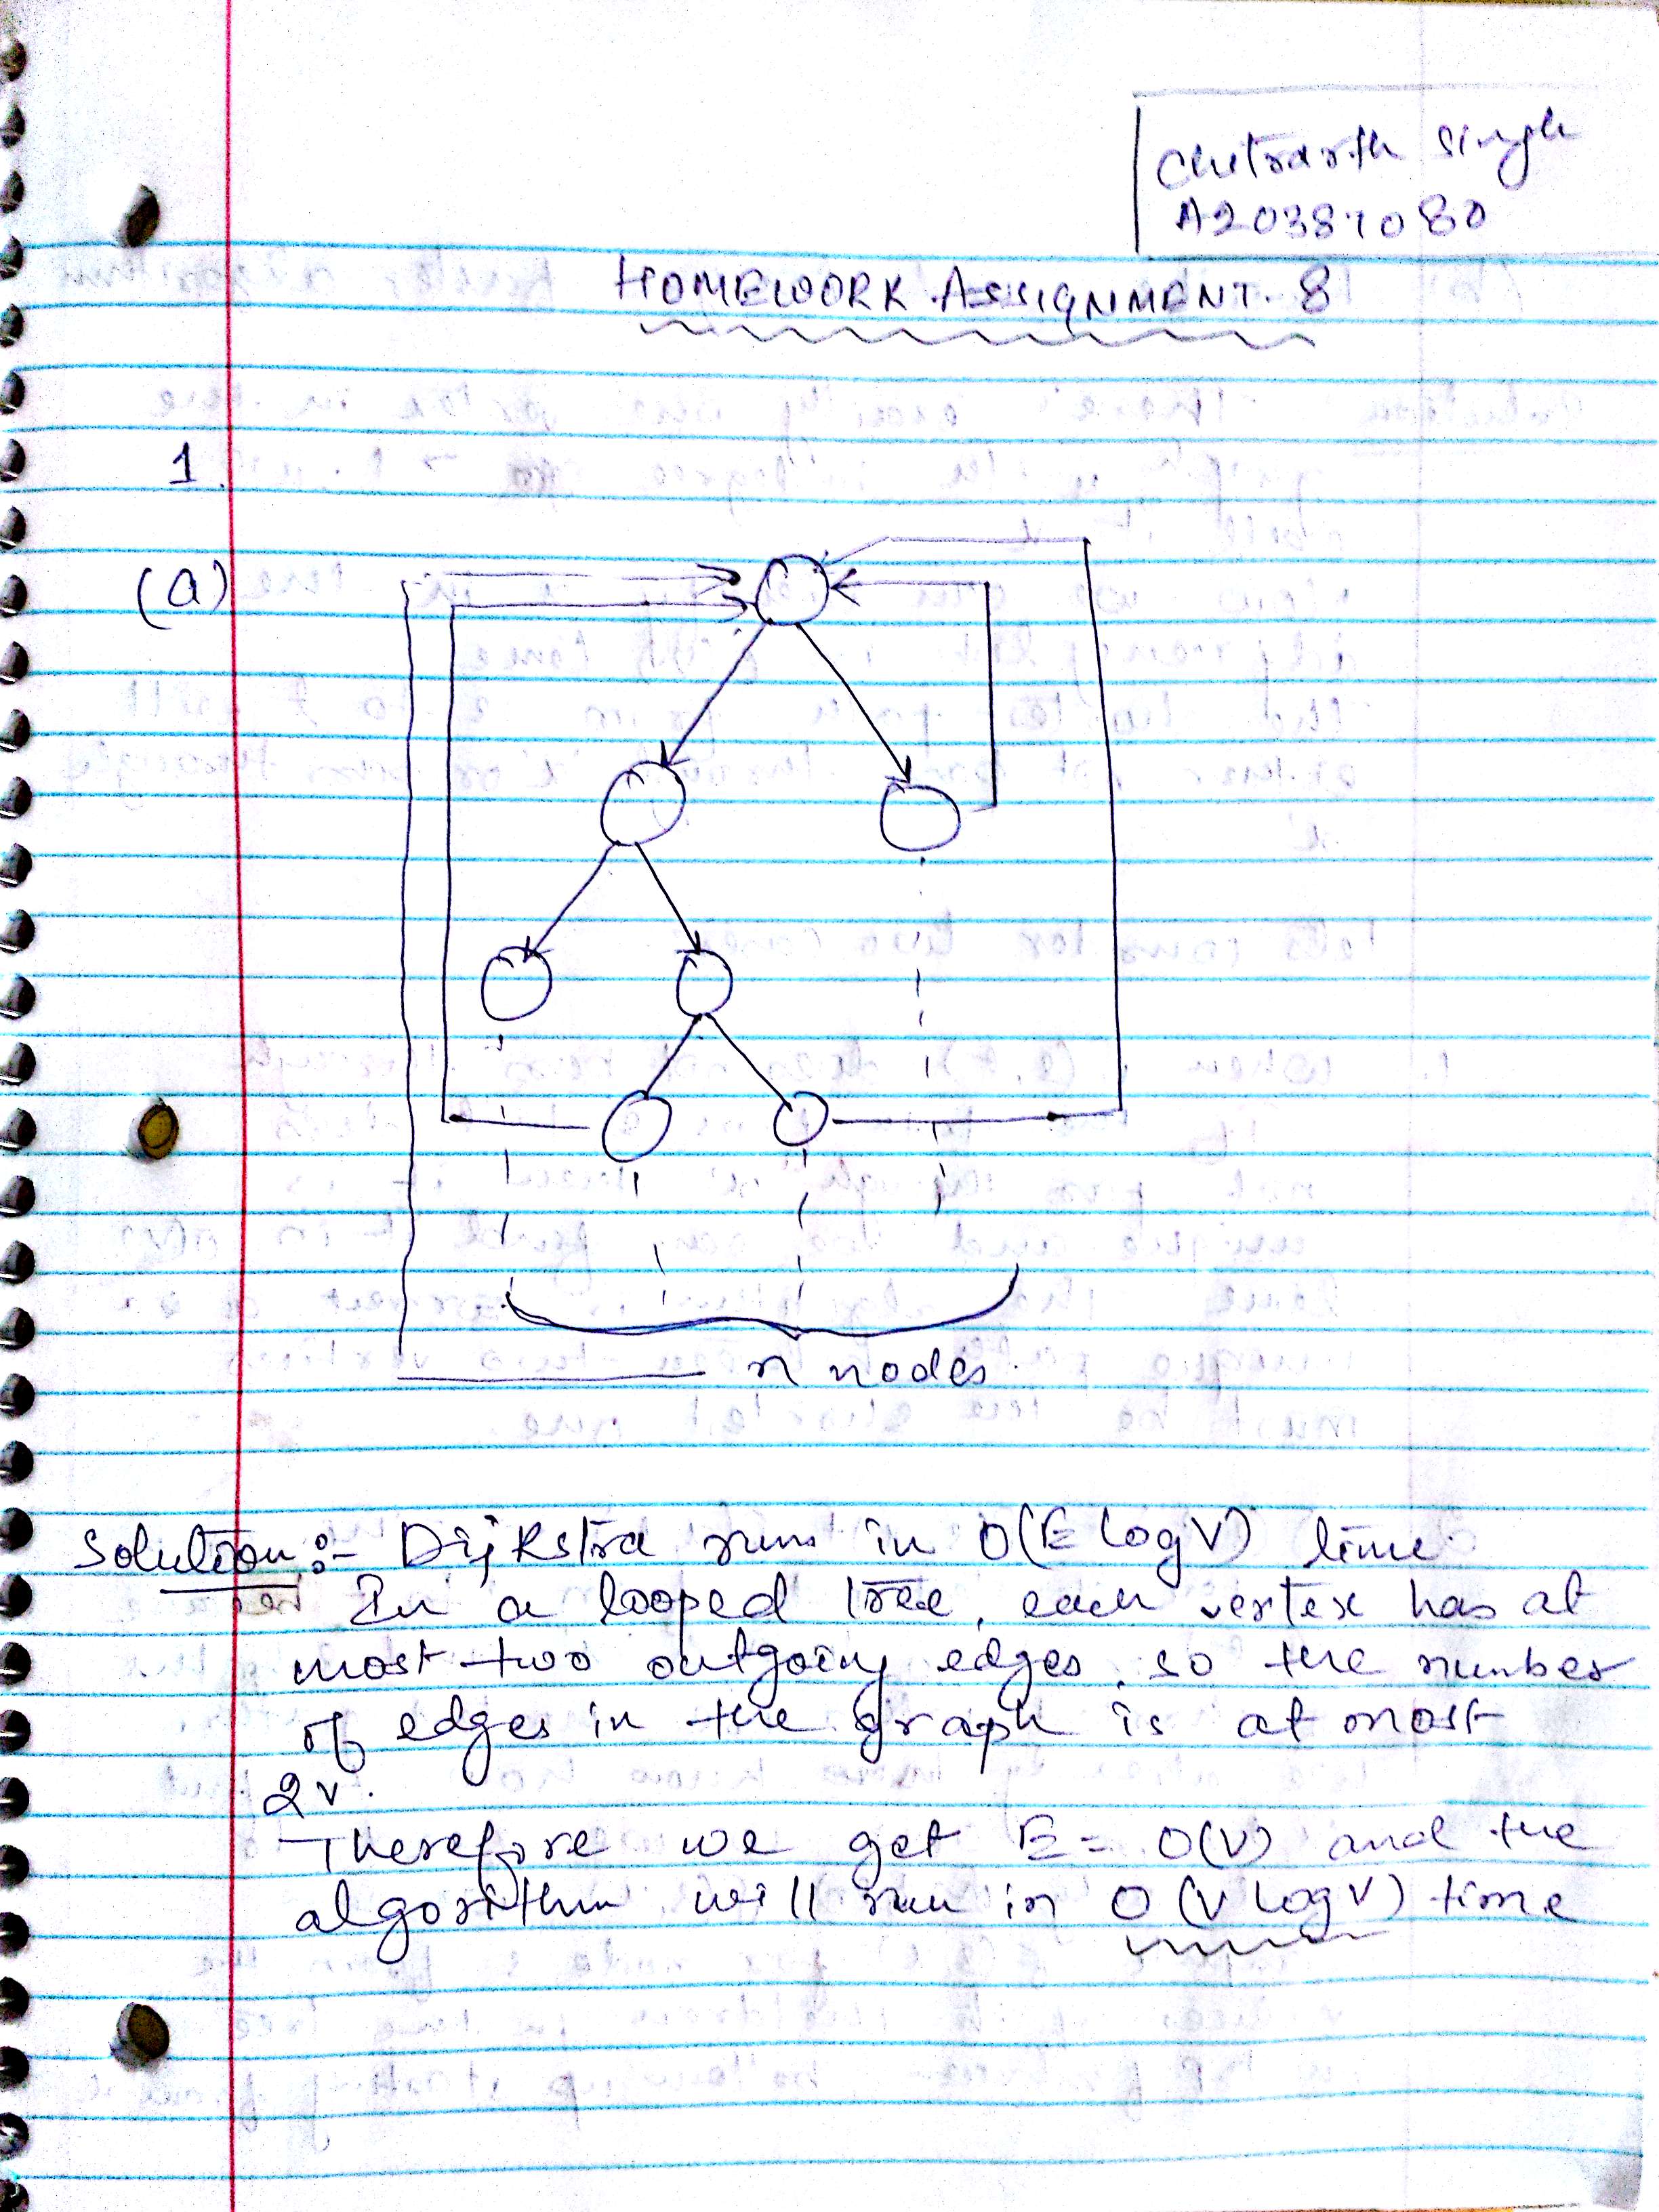 Chitrarth Singh
A20387080
HOMEWORK ASSIGNMENT. 8
1.
(a)
n nodes.
Solution :- Dijkstra runs in O(E log V) time.
In a looped tree, each vertex has at
most two outgoing edges, so the number
of edges in the graph is at most
2V.
Therefore we get E = O(V) and the
algorithm will run in O(V log V) time